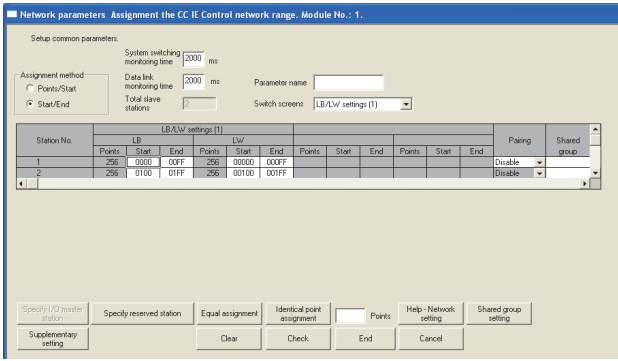 Network parameters Assignment the CC IE Control network range. Module No.: 1.
Setup common parameters.
System switching monitoring time 2000 ms
Assignment method
Points/Start
Start/End
Data link monitoring time 2000 ms
Parameter name
Total slave stations 2
Switch screens LB/LW settings (1)
Station No. LB/LW settings (1) Pairing Shared group
LB LW
Points Start End Points Start End Points Start End Points Start End
1 256 0000 00FF 256 00000 000FF Disable
2 256 0100 01FF 256 00100 001FF Disable
Specify I/O master station
Specify reserved station
Equal assignment
Identical point assignment
Points
Help - Network setting
Shared group setting
Supplementary setting
Clear
Check
End
Cancel